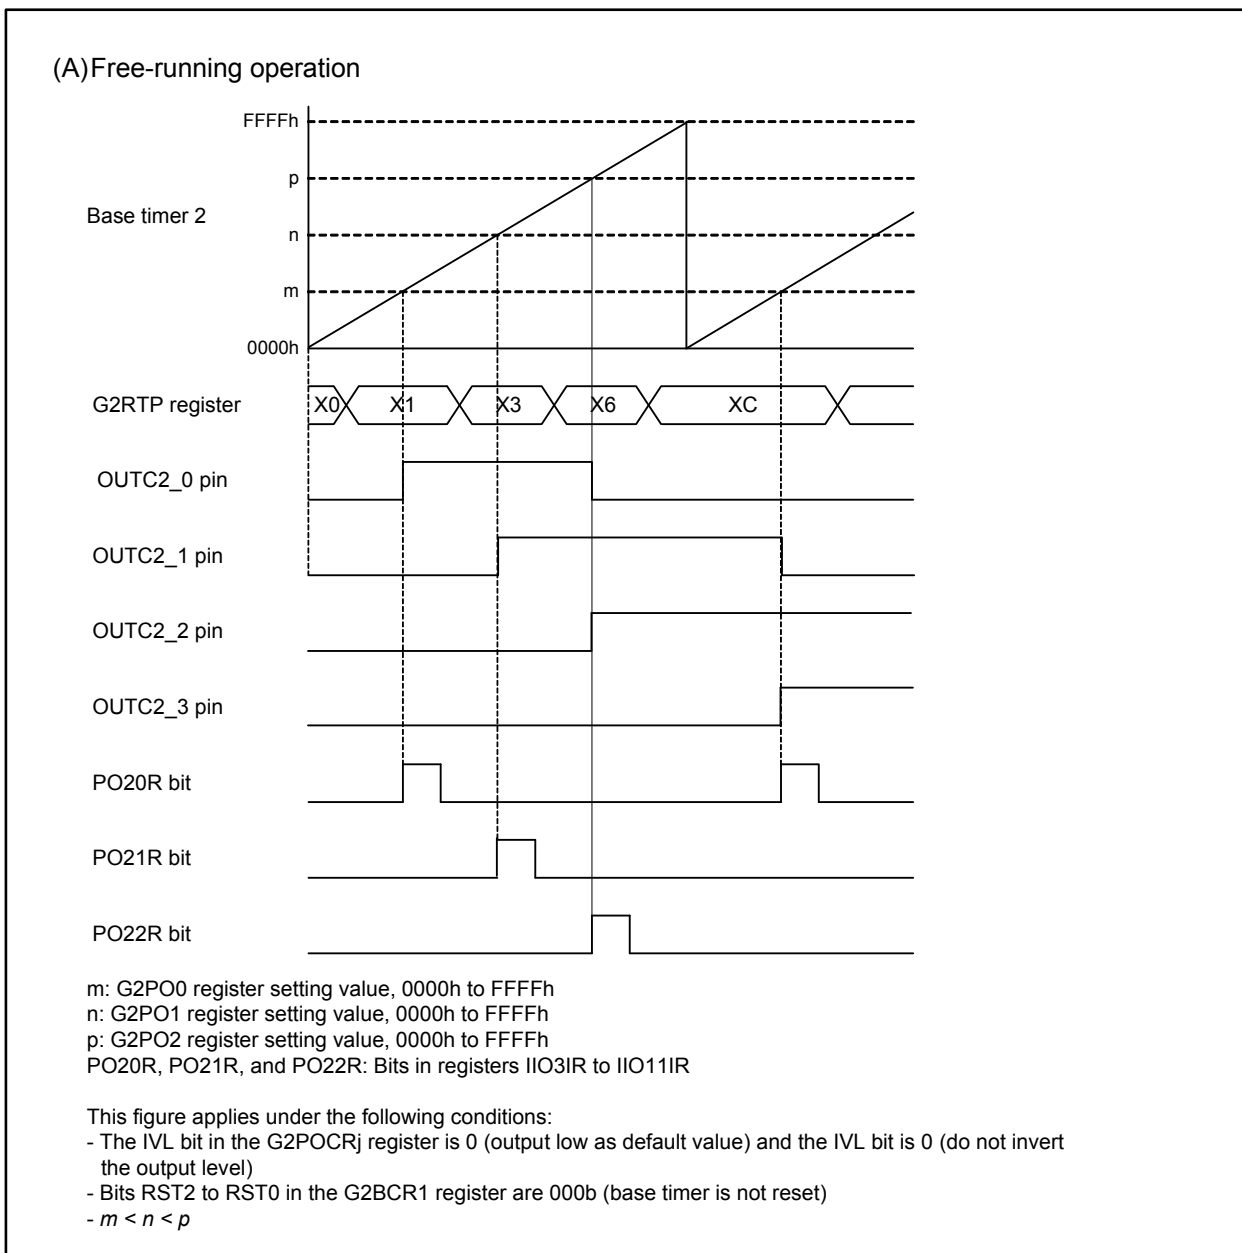 (A)Free-running operation
FFFFh
p
Base timer 2
n
m
0000h
G2RTP register X0 X1 X3 X6 XC
OUTC2_0 pin
OUTC2_1 pin
OUTC2_2 pin
OUTC2_3 pin
PO20R bit
PO21R bit
PO22R bit
m: G2PO0 register setting value, 0000h to FFFFh
n: G2PO1 register setting value, 0000h to FFFFh
p: G2PO2 register setting value, 0000h to FFFFh
PO20R, PO21R, and PO22R: Bits in registers IIO3IR to IIO11IR
This figure applies under the following conditions:
- The IVL bit in the G2POCRj register is 0 (output low as default value) and the IVL bit is 0 (do not invert
the output level)
- Bits RST2 to RST0 in the G2BCR1 register are 000b (base timer is not reset)
- m < n < p